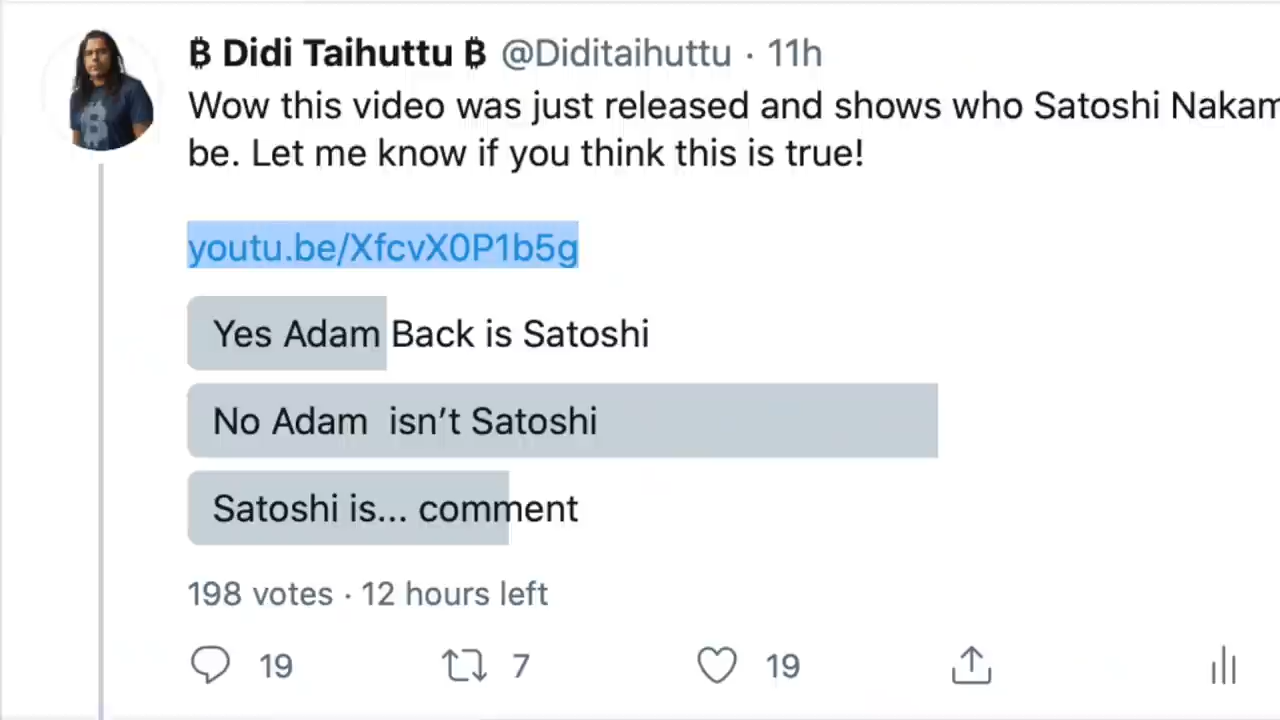 ₿ Didi Taihuttu ₿ @Diditaihuttu · 11h
Wow this video was just released and shows who Satoshi Nakam
be. Let me know if you think this is true!
youtu.be/XfcvX0P1b5g
Yes Adam Back is Satoshi
No Adam  isn’t Satoshi
Satoshi is... comment
198 votes · 12 hours left
19 7 19